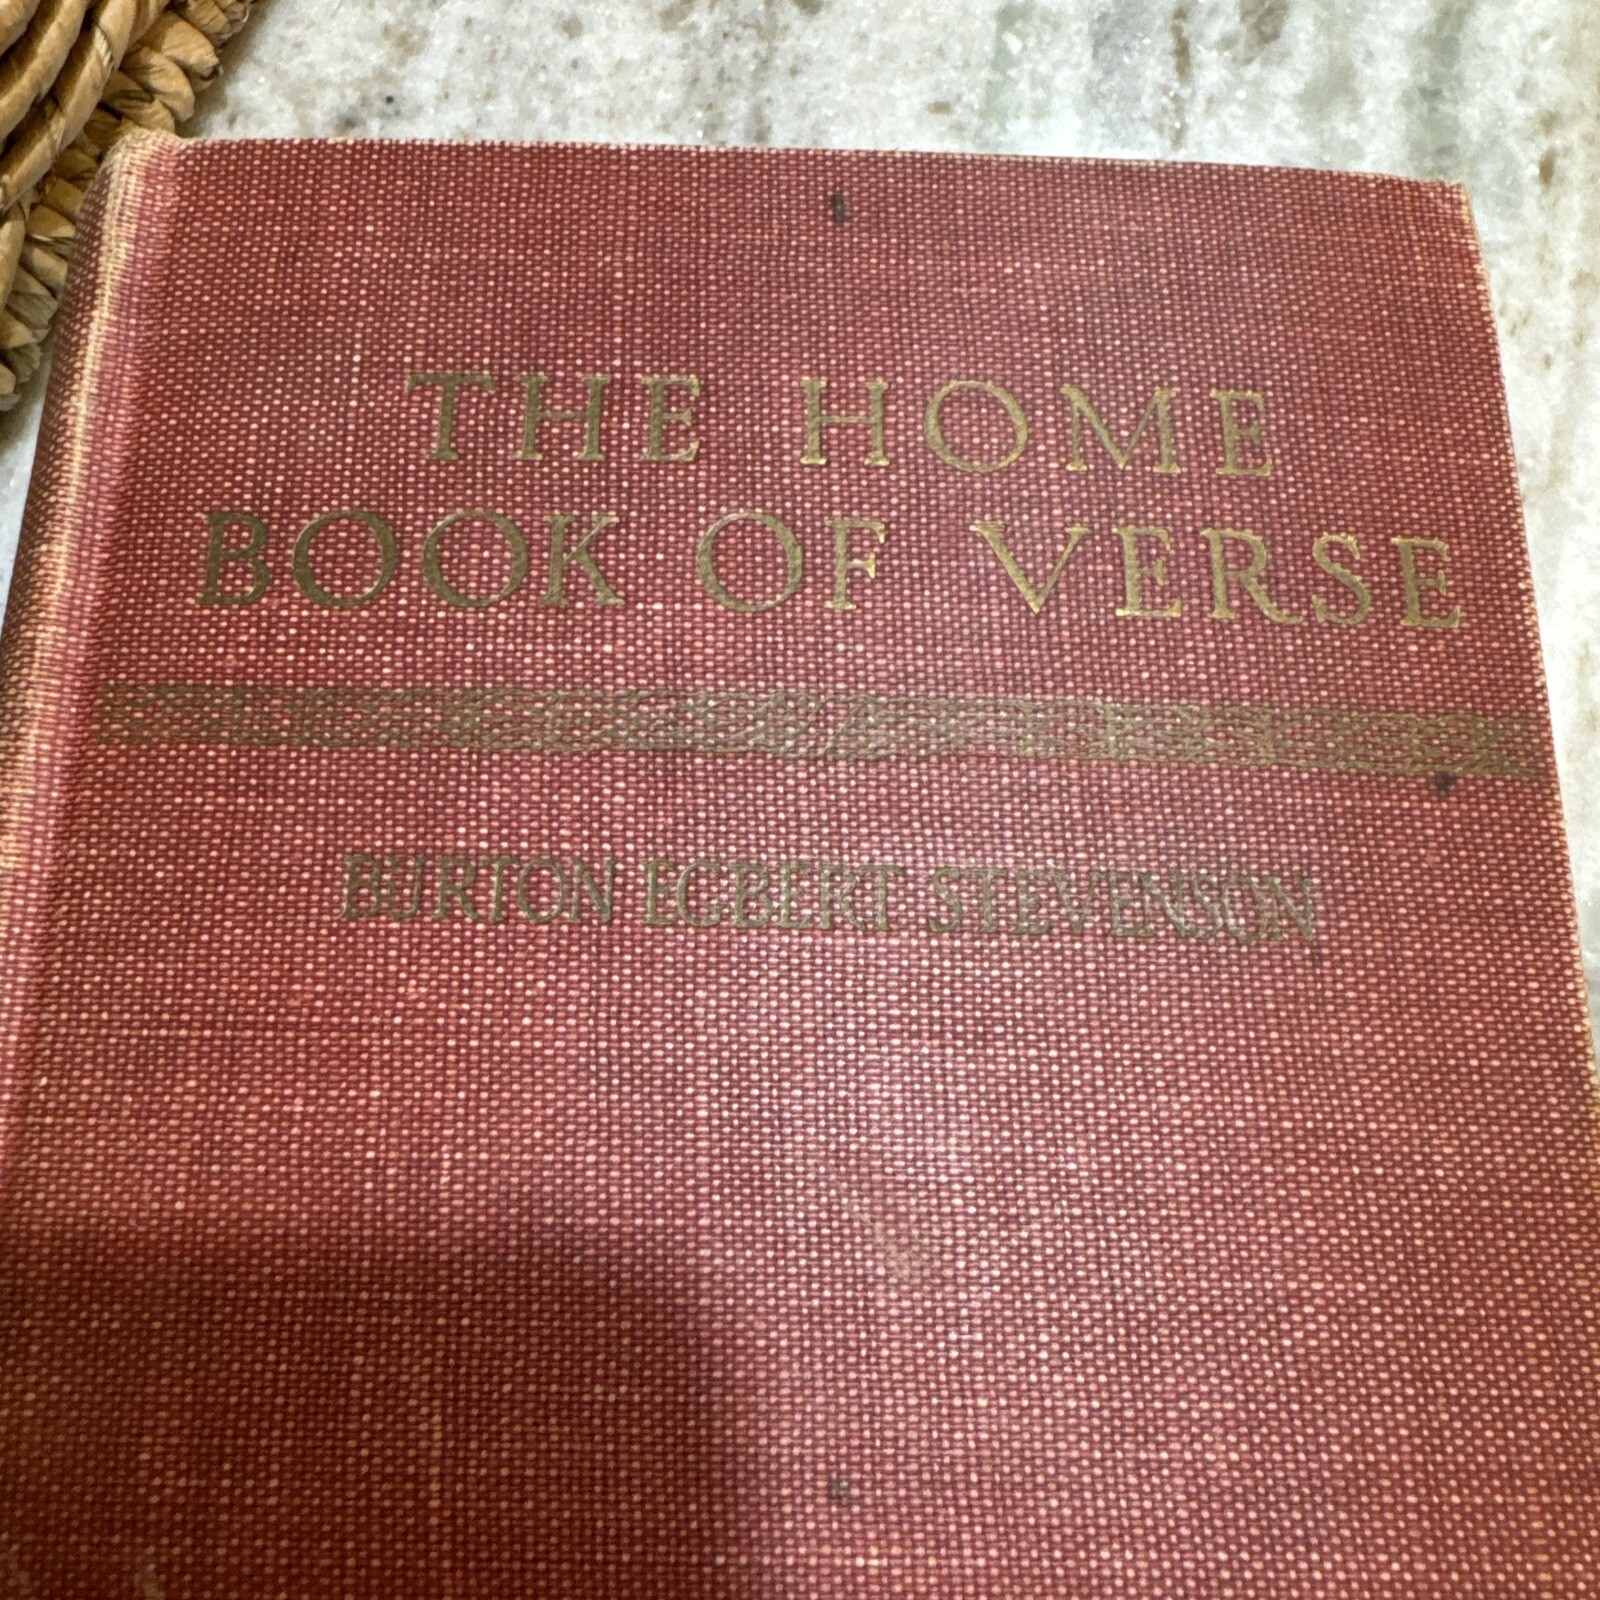 THE HOME
BOOK OF VERSE
BURTON EGBERT STEVENSON